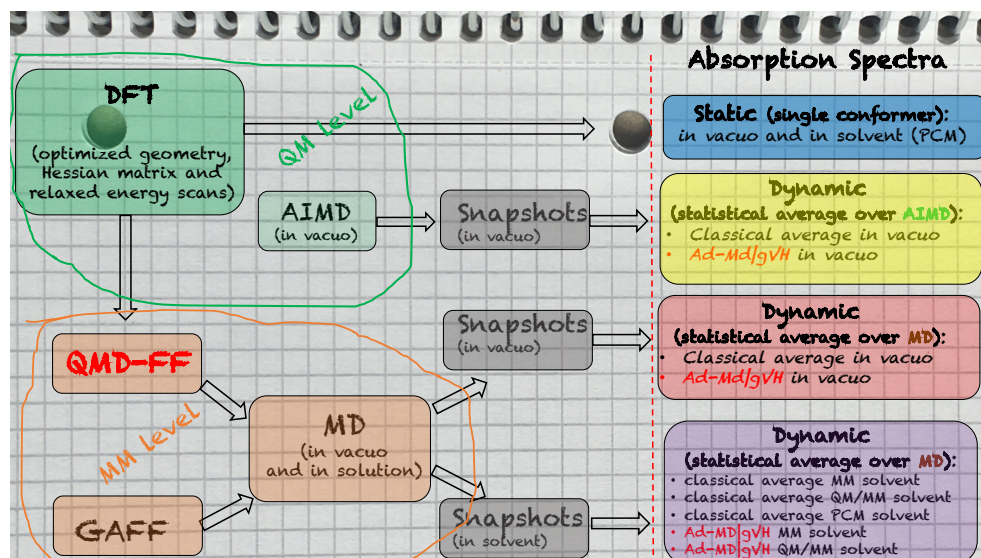 Absorption Spectra
DFT
(optimized geometry,
Hessian matrix and
relaxed energy scans)
QM Level
Static (single conformer):
in vacuo and in solvent (PCM)
AIMD
(in vacuo)
Snapshots
(in vacuo)
Dynamic
(statistical average over AIMD):
• Classical average in vacuo
• Ad-Md|gVH in vacuo
QMD-FF
MM Level
GAFF
MD
(in vacuo
and in solution)
Snapshots
(in vacuo)
Dynamic
(statistical average over MD):
• Classical average in vacuo
• Ad-Md|gVH in vacuo
Snapshots
(in solvent)
Dynamic
(statistical average over MD):
• classical average MM solvent
• classical average QM/MM solvent
• classical average PCM solvent
• Ad-MD|gVH MM solvent
• Ad-MD|gVH QM/MM solvent